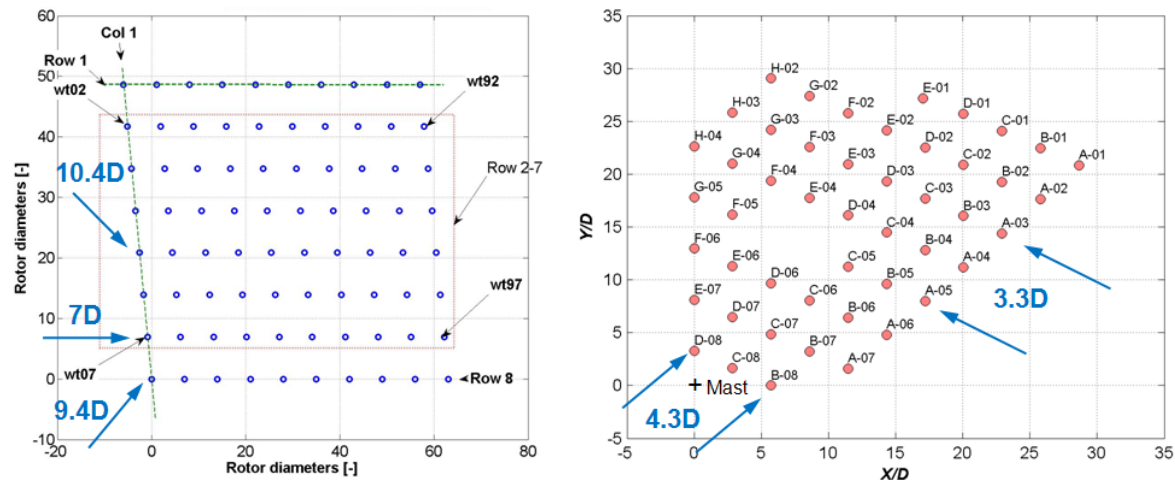 60
50
40
30
20
10
0
-10
-20
0
20
40
60
80
Rotor diameters [-]
Rotor diameters [-]
Col 1
Row 1
wt02
wt92
10.4D
Row 2-7
wt97
7D
wt07
9.4D
Row 8
35
30
25
20
15
10
5
0
-5
-5
0
5
10
15
20
25
30
35
Y/D
X/D
H-02
G-02
E-01
H-03
F-02
D-01
G-03
E-02
C-01
H-04
F-03
D-02
B-01
G-04
E-03
C-02
A-01
F-04
D-03
B-02
G-05
E-04
C-03
A-02
F-05
D-04
B-03
C-04
A-03
F-06
B-04
E-06
C-05
A-04
D-06
B-05
3.3D
E-07
C-06
A-05
D-07
B-06
C-07
A-06
D-08
B-07
C-08
A-07
B-08
+ Mast
4.3D